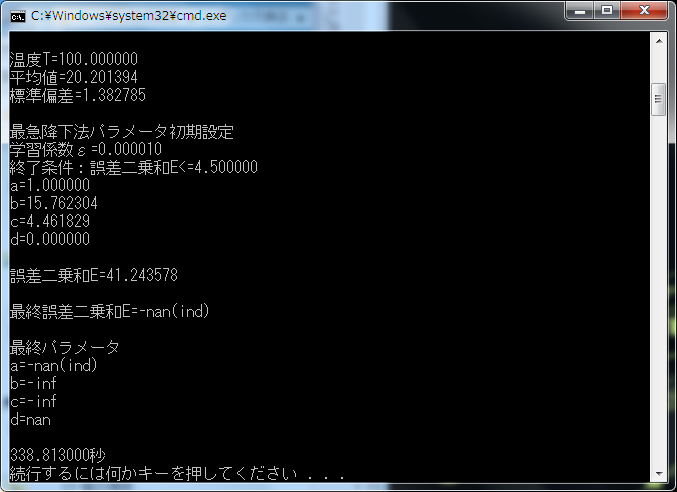 C:¥Windows¥system32¥cmd.exe
温度T=100.000000
平均値=20.201394
標準偏差=1.382785
最急降下法パラメータ初期設定
学習係数ε=0.000010
終了条件：誤差二乗和E<=4.500000
a=1.000000
b=15.762304
c=4.461829
d=0.000000
誤差二乗和E=41.243578
最終誤差二乗和E=-nan(ind)
最終パラメータ
a=-nan(ind)
b=-inf
c=-inf
d=nan
338.813000秒
続行するには何かキーを押してください . . .